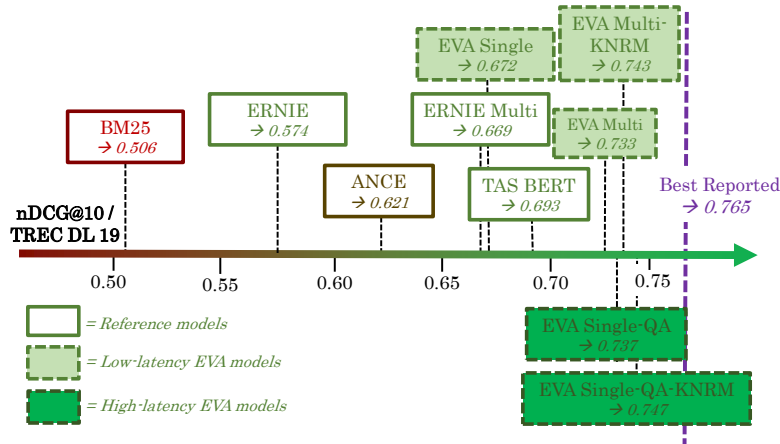 EVA Single
→ 0.672
EVA Multi-
KNRM
→ 0.743
BM25
→ 0.506
ERNIE
→ 0.574
ERNIE Multi
→ 0.669
EVA Multi
→ 0.733
ANCE
→ 0.621
TAS BERT
→ 0.693
Best Reported
→ 0.765
nDCG@10 /
TREC DL 19
0.50
0.55
0.60
0.65
0.70
0.75
= Reference models
= Low-latency EVA models
= High-latency EVA models
EVA Single-QA
→ 0.737
EVA Single-QA-KNRM
→ 0.747